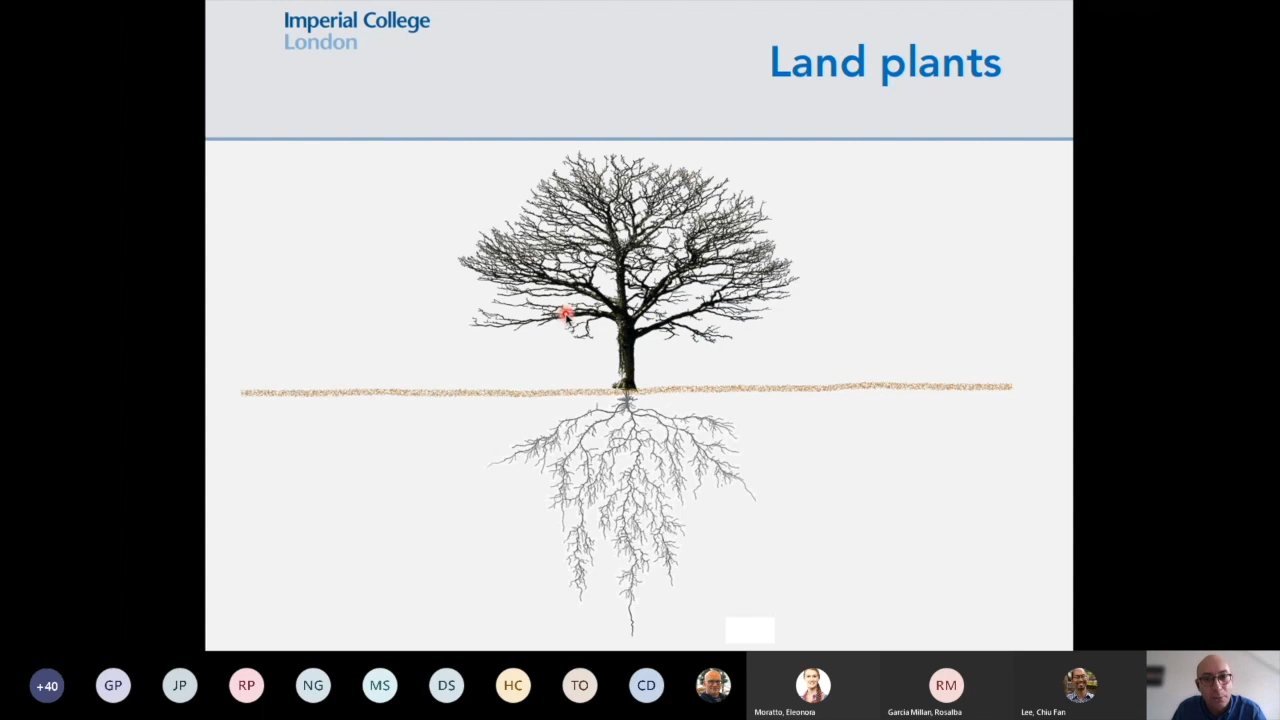 Imperial College
London
Land plants
+40
GP
JP
RP
NG
MS
DS
HC
TO
CD
RM
Moratto, Eleonora
Garcia Millan, Rosalba
Lee, Chiu Fan